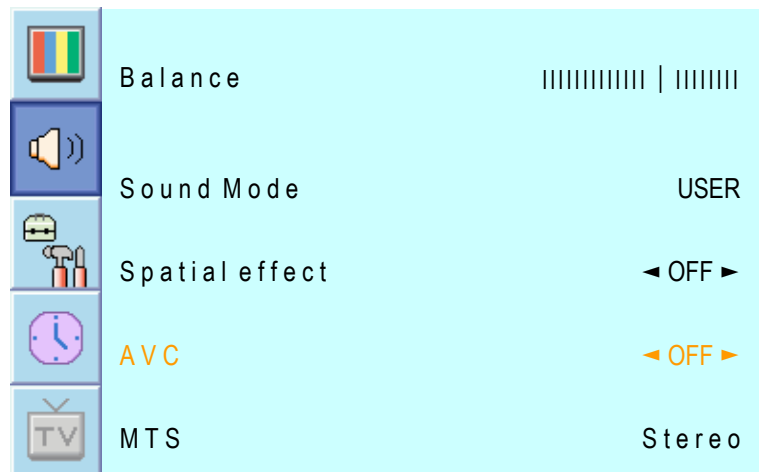 Balance ||||||||||||| | ||||||||
Sound Mode USER
Spatial effect ◄ OFF ►
AVC ◄ OFF ►
TV
MTS Stereo